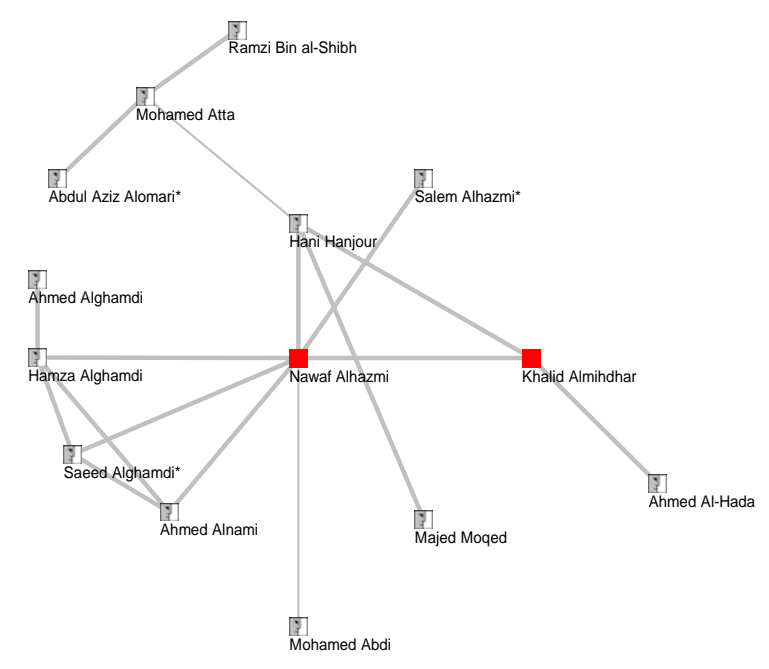 Ramzi Bin al-Shibh
Mohamed Atta
Abdul Aziz Alomari*
Salem Alhazmi*
Hani Hanjour
Ahmed Alghamdi
Hamza Alghamdi
Nawaf Alhazmi
Khalid Almihdhar
Saeed Alghamdi*
Ahmed Al-Hada
Ahmed Alnami
Majed Moqed
Mohamed Abdi